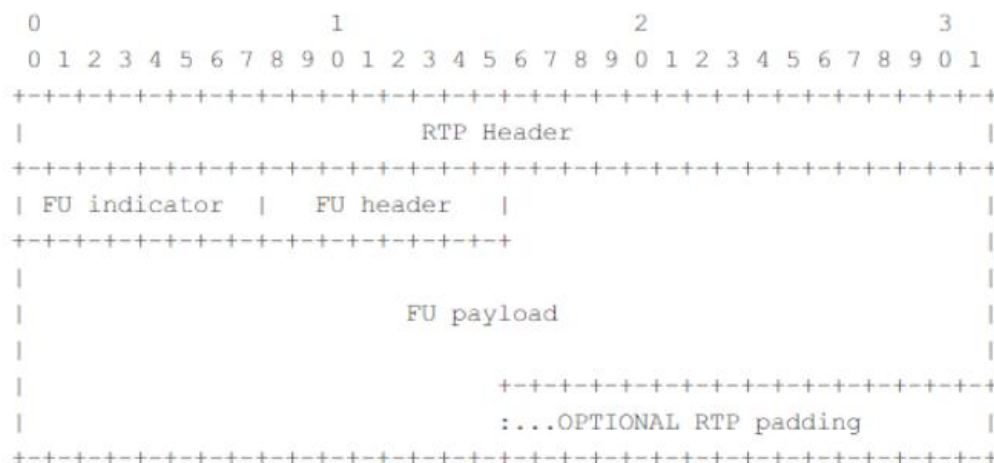 0                   1                   2                   3
0 1 2 3 4 5 6 7 8 9 0 1 2 3 4 5 6 7 8 9 0 1 2 3 4 5 6 7 8 9 0 1
+-+-+-+-+-+-+-+-+-+-+-+-+-+-+-+-+-+-+-+-+-+-+-+-+-+-+-+-+-+-+-+-+
|                          RTP Header                           |
+-+-+-+-+-+-+-+-+-+-+-+-+-+-+-+-+-+-+-+-+-+-+-+-+-+-+-+-+-+-+-+-+
| FU indicator  |   FU header   |                               |
+-+-+-+-+-+-+-+-+-+-+-+-+-+-+-+-+                               |
|                                                               |
|                         FU payload                            |
|                                                               |
|                               +-+-+-+-+-+-+-+-+-+-+-+-+-+-+-+-+
|                               :...OPTIONAL RTP padding        |
+-+-+-+-+-+-+-+-+-+-+-+-+-+-+-+-+-+-+-+-+-+-+-+-+-+-+-+-+-+-+-+-+